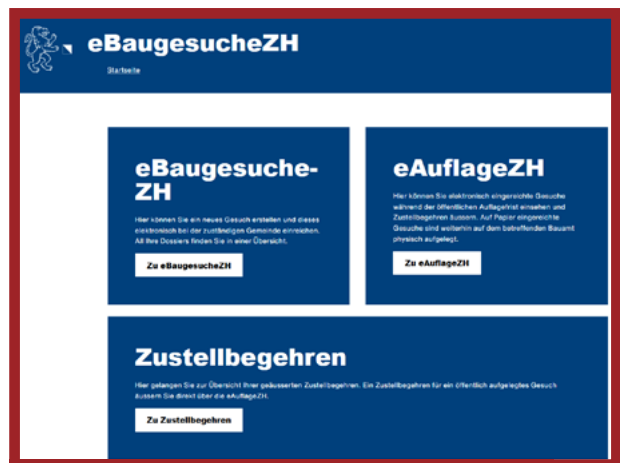 eBaugesucheZH
Startseite
eBaugesuche-
ZH
Hier können Sie ein neues Gesuch erstellen und dieses
elektronisch bei der zuständigen Gemeinde einreichen.
All Ihre Dossiers finden Sie in einer Übersicht.
Zu eBaugesucheZH
eAuflageZH
Hier können Sie elektronisch eingereichte Gesuche
während der öffentlichen Auflagefrist einsehen und
Zustellbegehren äussern. Auf Papier eingereichte
Gesuche sind weiterhin auf dem betreffenden Bauamt
physisch aufgelegt.
Zu eAuflageZH
Zustellbegehren
Hier gelangen Sie zur Übersicht Ihrer geäusserten Zustellbegehren. Ein Zustellbegehren für ein öffentlich aufgelegtes Gesuch
äussern Sie direkt über die eAuflageZH.
Zu Zustellbegehren